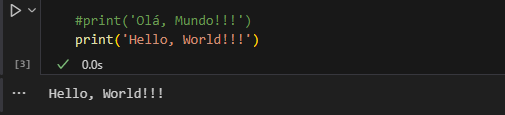 #print('Olá, Mundo!!!')
print('Hello, World!!!')
[3] 0.0s
... Hello, World!!!